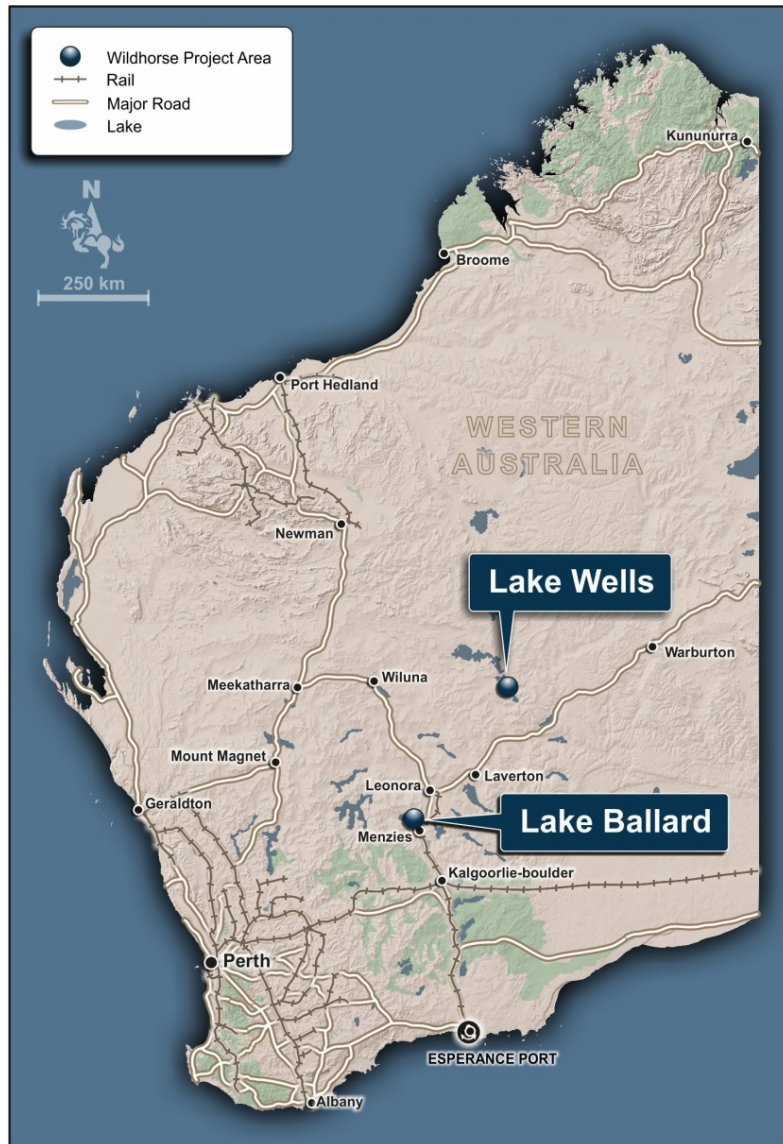 Wildhorse Project Area
Rail
Major Road
Lake
N
250 km
Kununurra
Broome
Port Hedland
WESTERN
AUSTRALIA
Newman
Lake Wells
Warburton
Meekatharra
Wiluna
Mount Magnet
Laverton
Leonora
Geraldton
Lake Ballard
Menzies
Kalgoorlie-boulder
Perth
ESPERANCE PORT
Albany